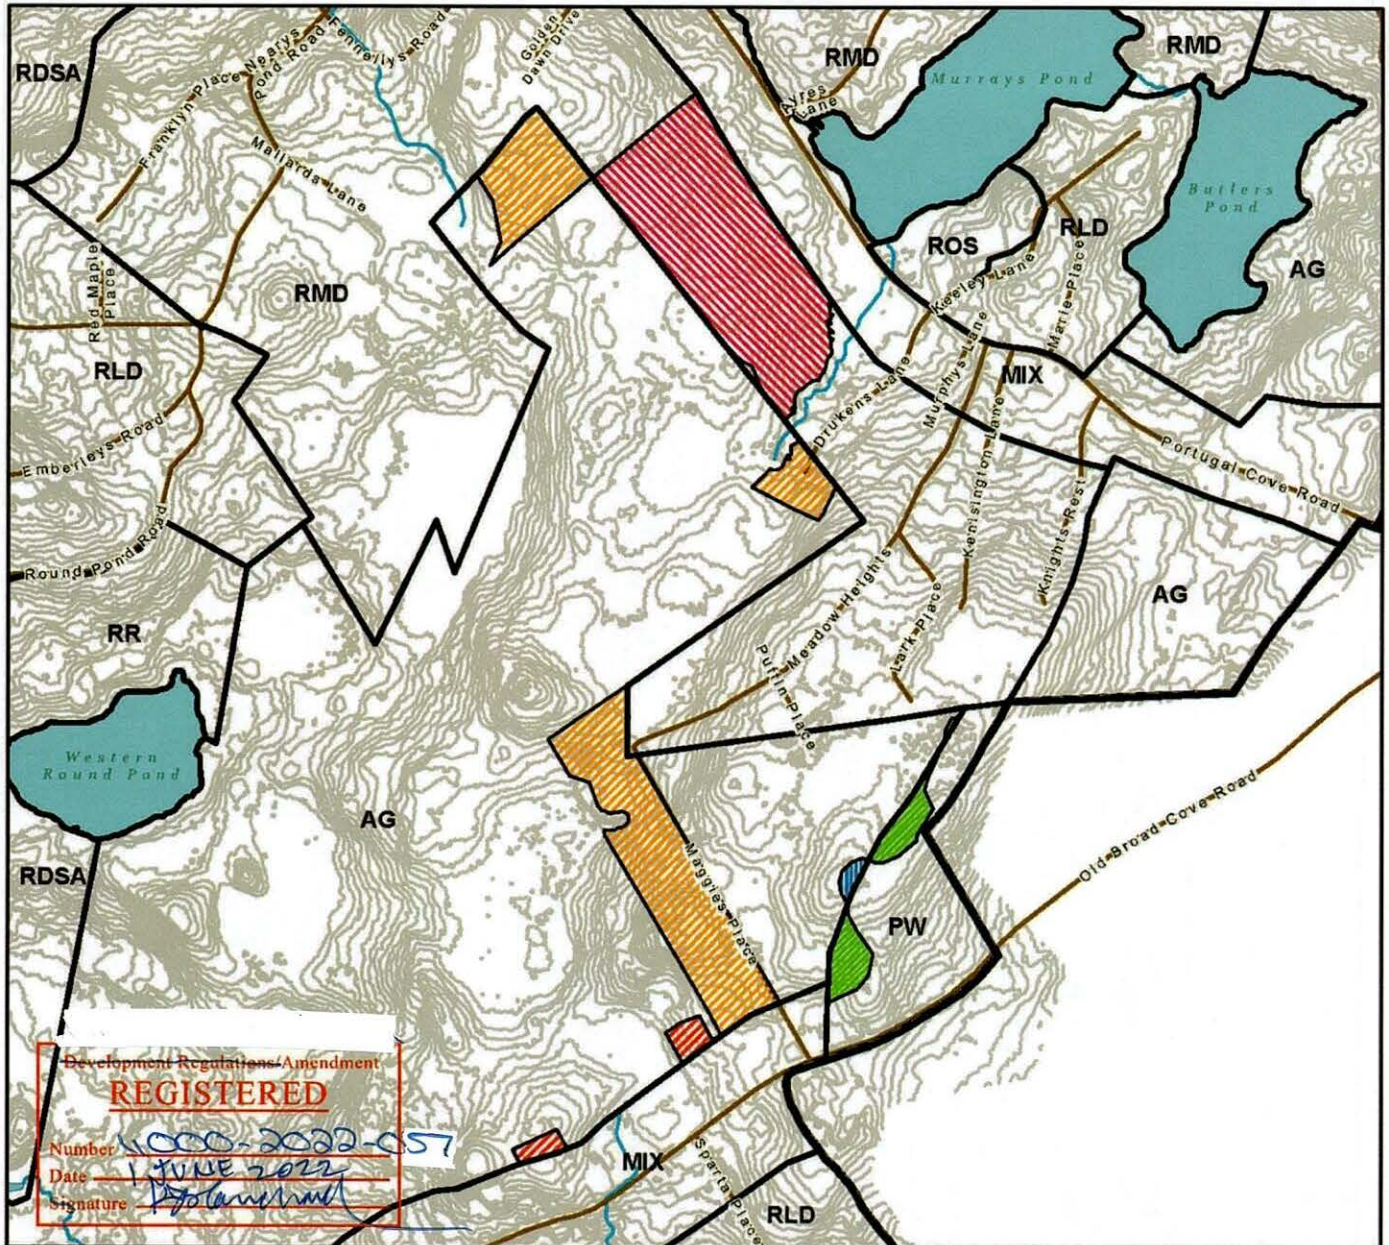 RDSA
Franklyn Place
Nearys
Pond Road
Fennellys Road
Golden
Dawn Drive
RMD
Ayres
Lane
Murrays Pond
RMD
Mallards Lane
Butlers
Pond
ROS
RLD
AG
Red Maple
Place
RMD
Keeley Lane
Marie Place
RLD
Drukens Lane
Murphys Lane
MIX
Emberleys Road
Kenisington Lane
Portugal Cove Road
Round Pond Road
Knights Rest
AG
RR
Meadow Heights
Lark Place
Puffin Place
Western
Round Pond
AG
Old Broad Cove Road
RDSA
Maggies Place
PW
Development Regulations/Amendment
REGISTERED
Number 4000-2022-057
Date 1 JUNE 2022
Signature
MIX
Sparta Place
RLD